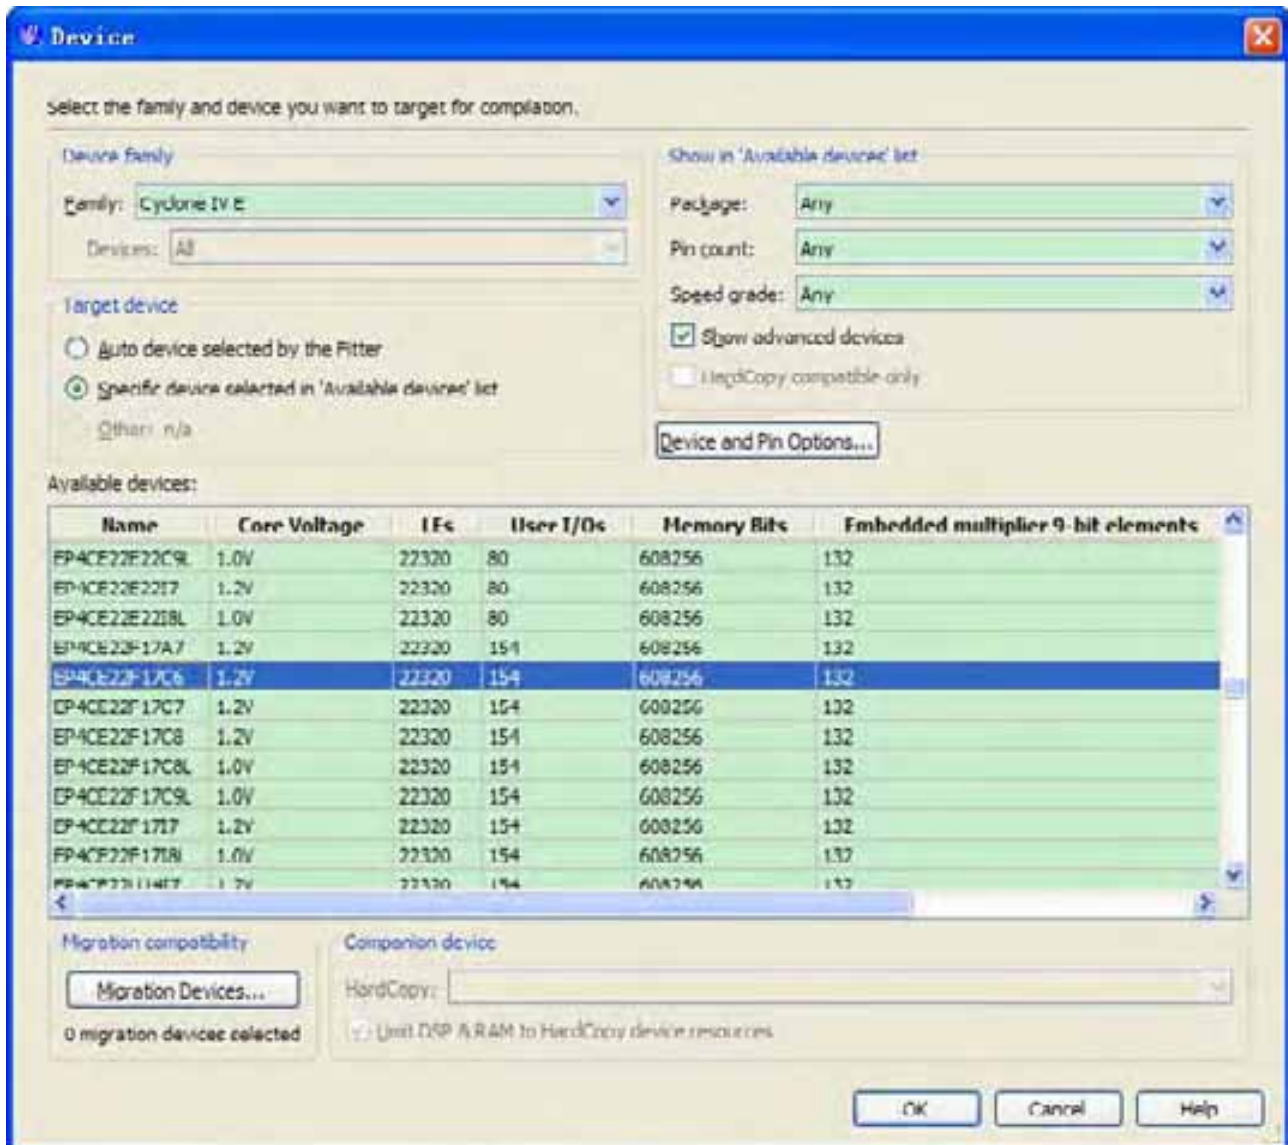 Device
Select the family and device you want to target for compilation.
Device family
Family: Cyclone IV E
Devices: All
Show in 'Available devices' list
Package: Any
Pin count: Any
Speed grade: Any
Show advanced devices
HardCopy compatible only
Target device
Auto device selected by the Fitter
Specific device selected in 'Available devices' list
Other: n/a
Device and Pin Options...
Available devices:
Name Core Voltage LEs User I/Os Memory Bits Embedded multiplier 9-bit elements
EP4CE22E22C9L 1.0V 22320 80 608256 132
EP4CE22E22I7 1.2V 22320 80 608256 132
EP4CE22E22I8L 1.0V 22320 80 608256 132
EP4CE22F17A7 1.2V 22320 154 608256 132
EP4CE22F17C6 1.2V 22320 154 608256 132
EP4CE22F17C7 1.2V 22320 154 608256 132
EP4CE22F17C8 1.2V 22320 154 608256 132
EP4CE22F17C8L 1.0V 22320 154 608256 132
EP4CE22F17C9L 1.0V 22320 154 608256 132
EP4CE22F17I7 1.2V 22320 154 608256 132
EP4CE22F17I8L 1.0V 22320 154 608256 132
EP4CE22U14I7 1.2V 22320 154 608256 132
Migration compatibility
Migration Devices...
0 migration devices selected
Companion device
HardCopy:
Limit DSP & RAM to HardCopy device resources
OK Cancel Help